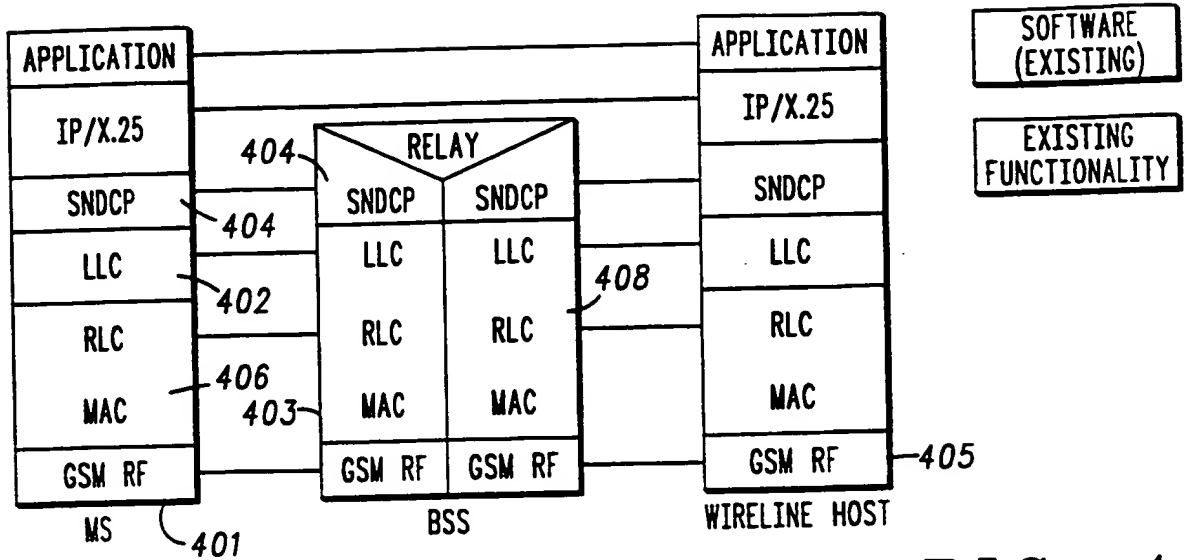 APPLICATION
IP/X.25
SNDCP
404
LLC
402
RLC
406
MAC
GSM RF
MS
401
RELAY
404
SNDCP SNDCP
LLC LLC
408
RLC RLC
403
MAC MAC
GSM RF GSM RF
BSS
APPLICATION
IP/X.25
SNDCP
LLC
RLC
MAC
GSM RF
405
WIRELINE HOST
SOFTWARE
(EXISTING)
EXISTING
FUNCTIONALITY